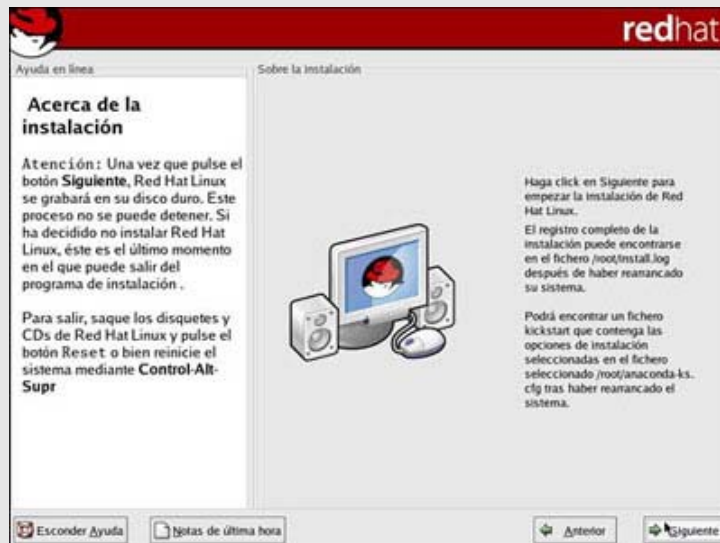 redhat
Ayuda en línea
Sobre la instalación
Acerca de la
instalación
Atención: Una vez que pulse el
botón Siguiente, Red Hat Linux
se grabará en su disco duro. Este
proceso no se puede detener. Si
ha decidido no instalar Red Hat
Linux, éste es el último momento
en el que puede salir del
programa de instalación .
Para salir, saque los disquetes y
CDs de Red Hat Linux y pulse el
botón Reset o bien reinicie el
sistema mediante Control-Alt-
Supr
Haga click en Siguiente para
empezar la instalación de Red
Hat Linux.
El registro completo de la
instalación puede encontrarse
en el fichero /root/install.log
después de haber rearrancado
su sistema.
Podrá encontrar un fichero
kickstart que contenga las
opciones de instalación
seleccionadas en el fichero
seleccionado /root/anaconda-ks.
cfg tras haber rearrancado el
sistema.
Esconder Ayuda
Notas de última hora
Anterior
Siguiente